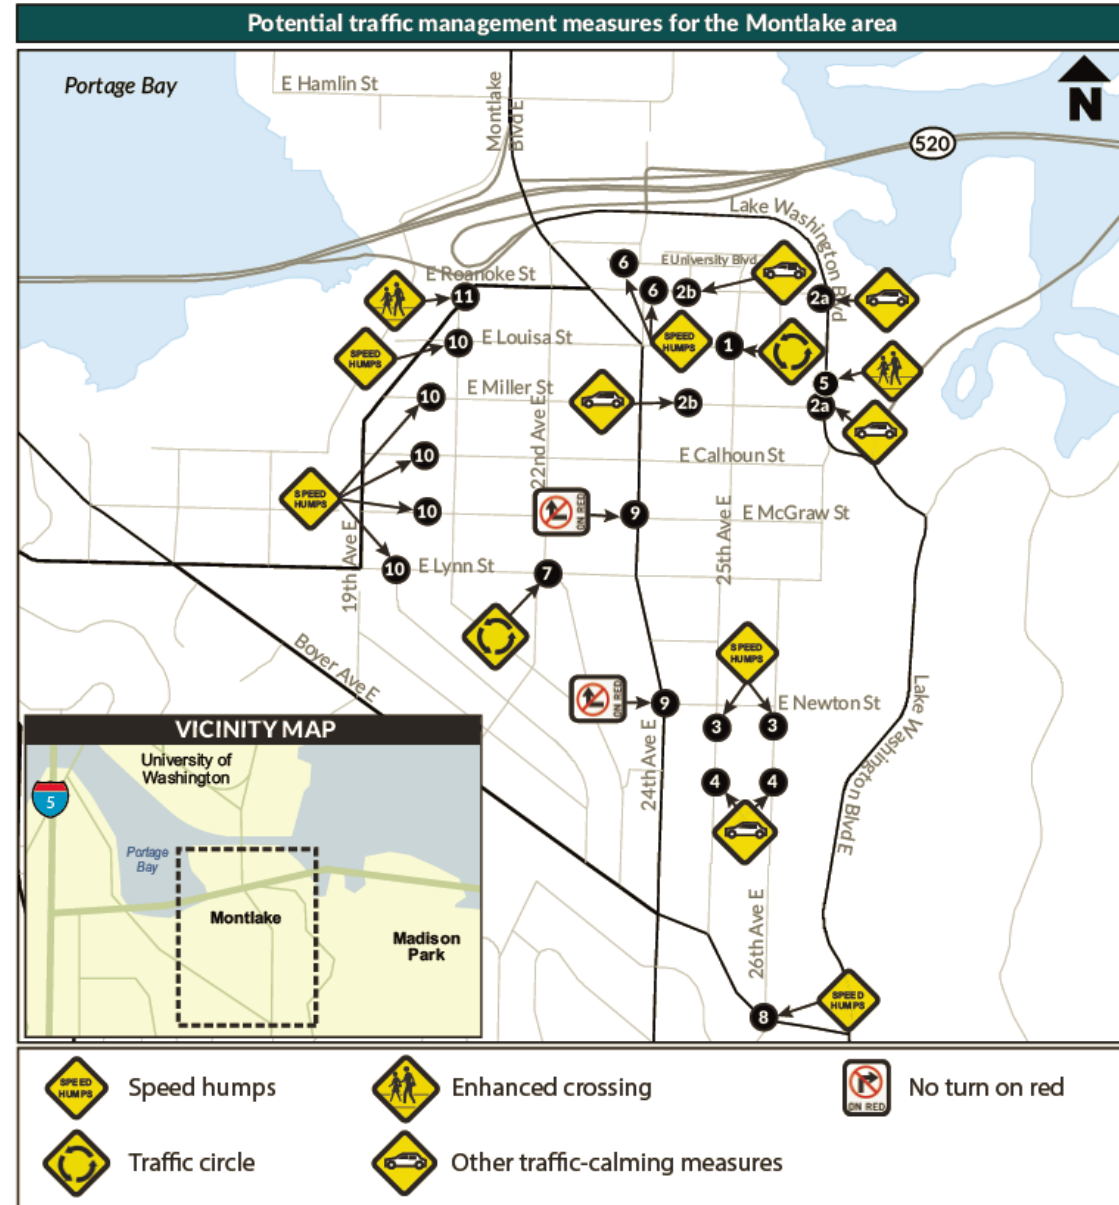 Potential traffic management measures for the Montlake area
Portage Bay
E Hamlin St
Montlake
Blvd E
N
520
Lake Washington Blvd
6
E University Blvd
E Roanoke St
11
6
2b
2a
SPEED
HUMPS
10
E Louisa St
SPEED
HUMPS
1
5
E Miller St
10
2b
2a
22nd Ave E
10
E Calhoun St
SPEED
HUMPS
10
ON RED
9
25th Ave E
E McGraw St
19th Ave E
10
E Lynn St
7
Boyer Ave E
SPEED
HUMPS
ON RED
9
E Newton St
3
3
Lake Washington Blvd E
24th Ave E
4
4
26th Ave E
SPEED
HUMPS
8
VICINITY MAP
University of
Washington
5
Portage
Bay
Montlake
Madison
Park
SPEED
HUMPS
Speed humps
Enhanced crossing
ON RED
No turn on red
Traffic circle
Other traffic-calming measures